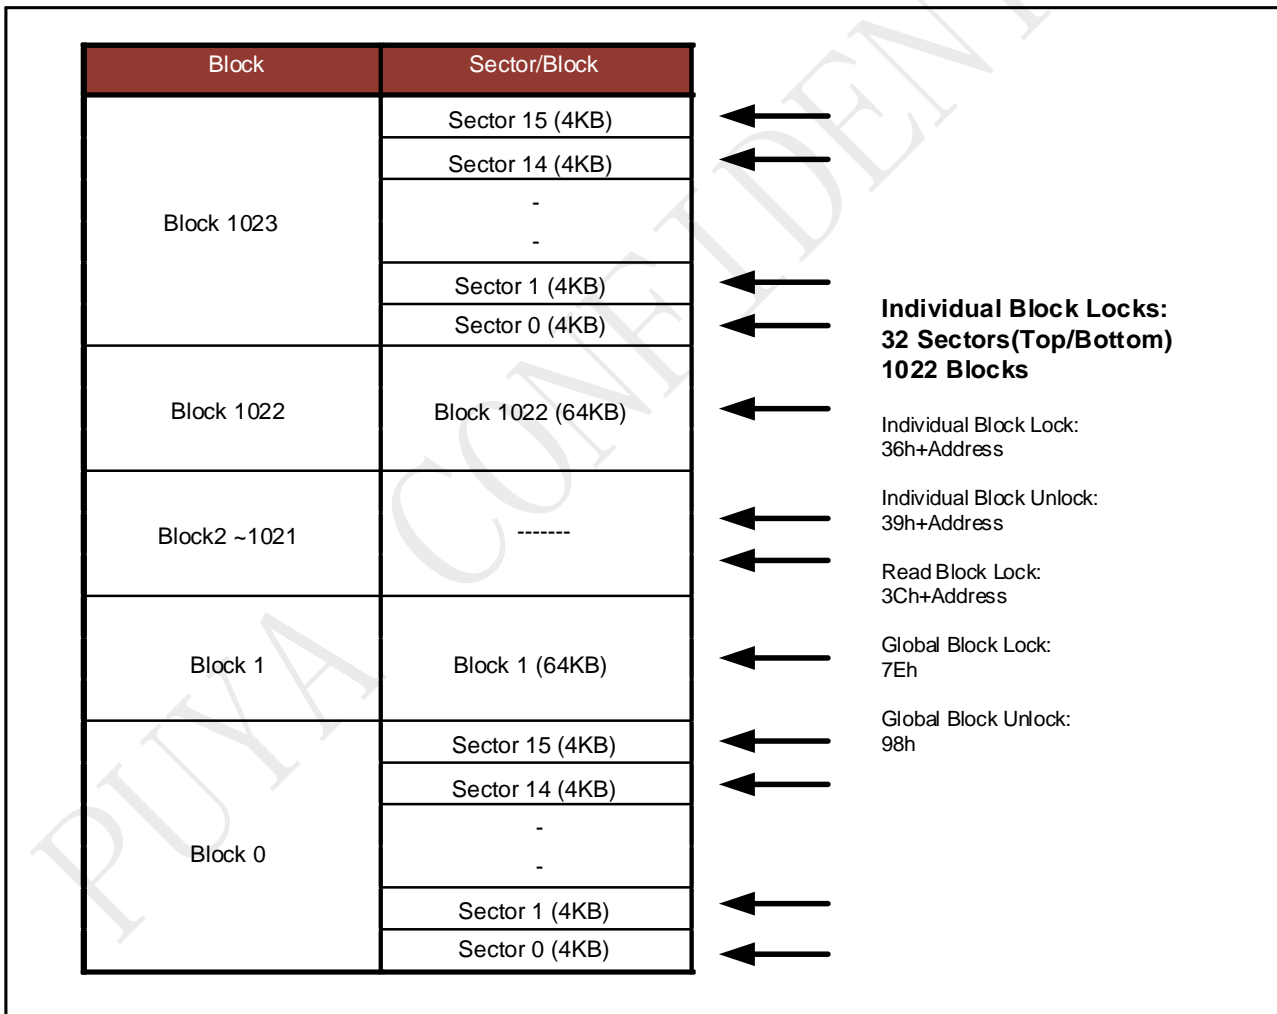 Block Sector/Block
Sector 15 (4KB)
Sector 14 (4KB)
-
Block 1023
-
Sector 1 (4KB)
Sector 0 (4KB)
Block 1022 Block 1022 (64KB)
Block2 ~1021 -------
Block 1 Block 1 (64KB)
Sector 15 (4KB)
Sector 14 (4KB)
-
Block 0
-
Sector 1 (4KB)
Sector 0 (4KB)
Individual Block Locks:
32 Sectors(Top/Bottom)
1022 Blocks
Individual Block Lock:
36h+Address
Individual Block Unlock:
39h+Address
Read Block Lock:
3Ch+Address
Global Block Lock:
7Eh
Global Block Unlock:
98h
PUYA CONFIDENT